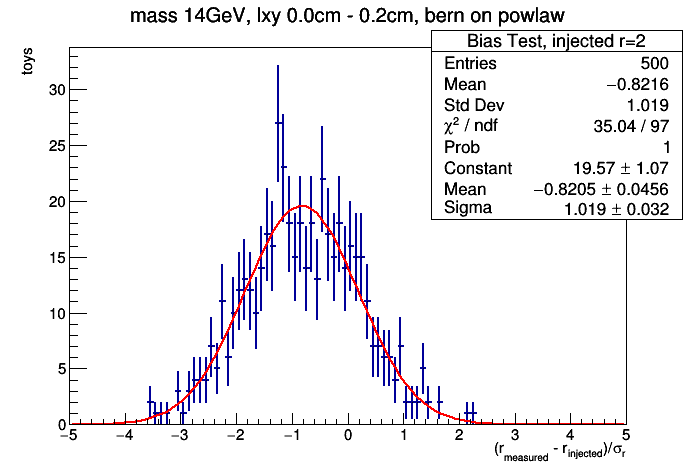 mass 14GeV, lxy 0.0cm - 0.2cm, bern on powlaw
Bias Test, injected r=2
Entries 500
Mean −0.8216
Std Dev 1.019
χ² / ndf 35.04 / 97
Prob 1
Constant 19.57 ± 1.07
Mean −0.8205 ± 0.0456
Sigma 1.019 ± 0.032
toys
30
25
20
15
10
5
0
−5 −4 −3 −2 −1 0 1 2 3 4 5
(r_measured - r_injected)/σ_r